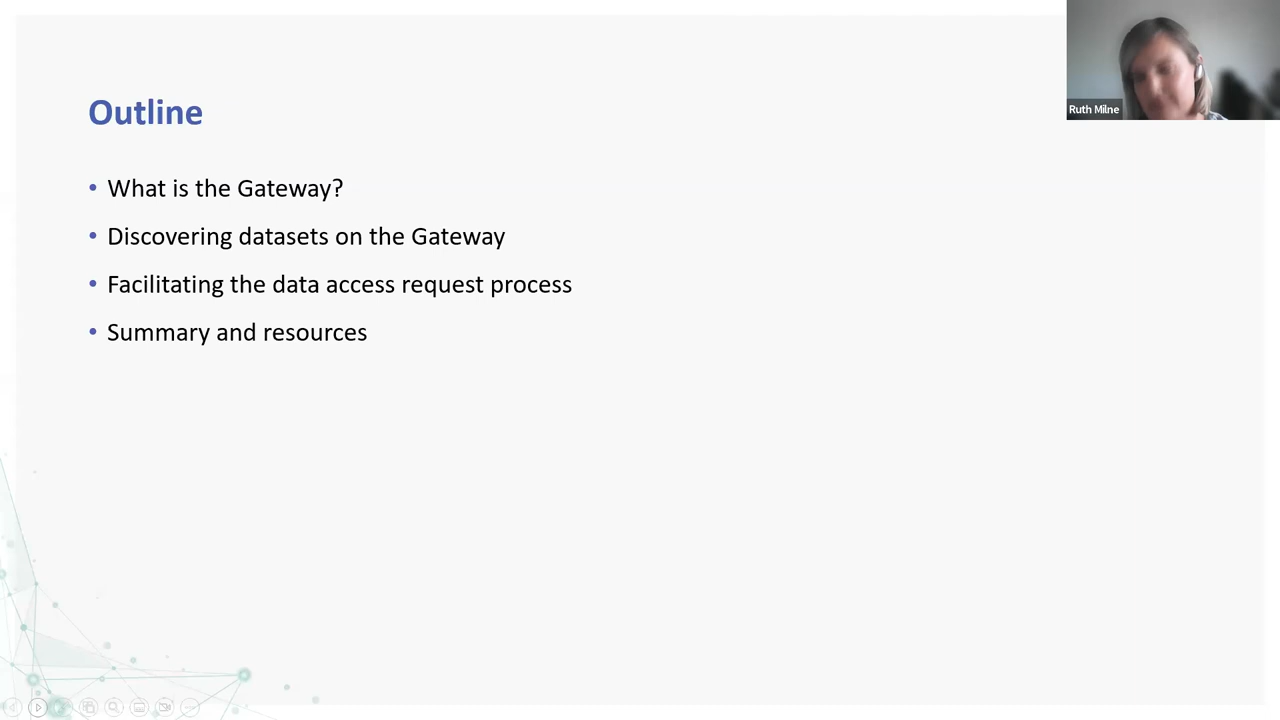 Outline
• What is the Gateway?
• Discovering datasets on the Gateway
• Facilitating the data access request process
• Summary and resources
Ruth Milne